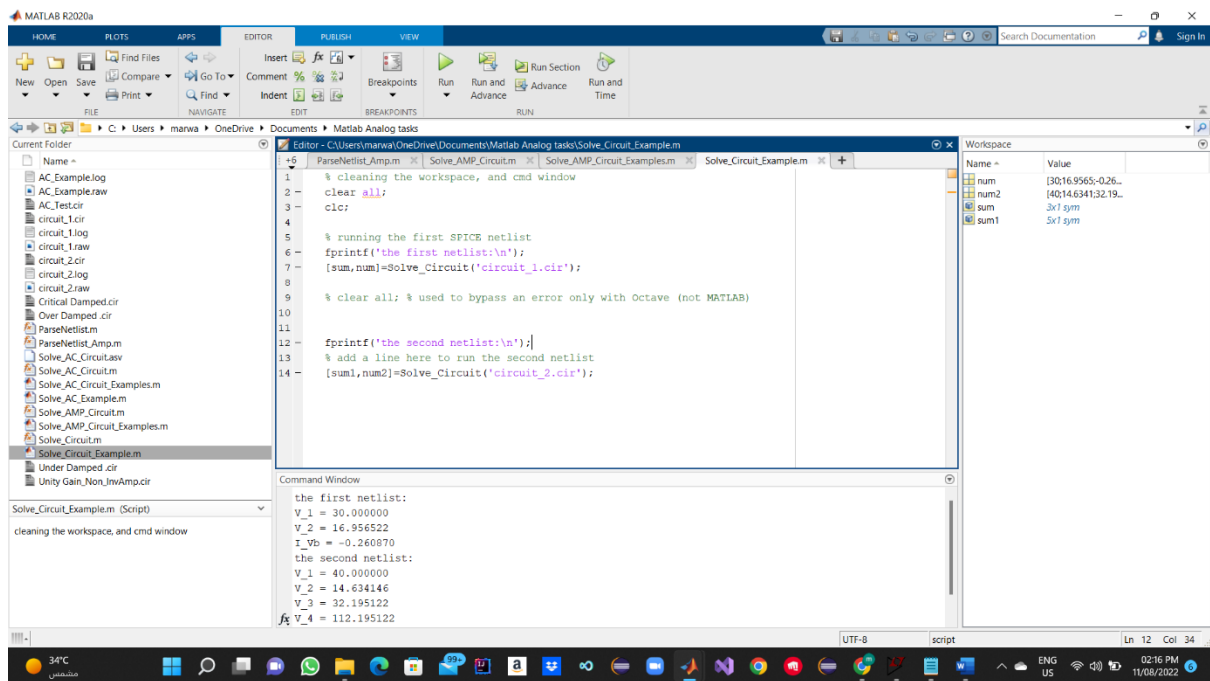 MATLAB R2020a
HOME PLOTS APPS EDITOR PUBLISH VIEW Search Documentation Sign In
New Open Save Find Files Compare Print Go To Find Insert Comment Indent Breakpoints Run Run and Advance Run Section Advance Run and Time
FILE NAVIGATE EDIT BREAKPOINTS RUN
C: Users marwa OneDrive Documents Matlab Analog tasks
Current Folder
Name
AC_Example.log
AC_Example.raw
AC_Test.cir
circuit_1.cir
circuit_1.log
circuit_1.raw
circuit_2.cir
circuit_2.log
circuit_2.raw
Critical Damped.cir
Over Damped .cir
ParseNetlist.m
ParseNetlist_Amp.m
Solve_AC_Circuit.asv
Solve_AC_Circuit.m
Solve_AC_Circuit_Examples.m
Solve_AC_Example.m
Solve_AMP_Circuit.m
Solve_AMP_Circuit_Examples.m
Solve_Circuit.m
Solve_Circuit_Example.m
Under Damped .cir
Unity Gain_Non_InvAmp.cir
Solve_Circuit_Example.m (Script)
cleaning the workspace, and cmd window
Editor - C:\Users\marwa\OneDrive\Documents\Matlab Analog tasks\Solve_Circuit_Example.m
+6 ParseNetlist_Amp.m Solve_AMP_Circuit.m Solve_AMP_Circuit_Examples.m Solve_Circuit_Example.m +
1 % cleaning the workspace, and cmd window
2 - clear all;
3 - clc;
4
5 % running the first SPICE netlist
6 - fprintf('the first netlist:\n');
7 - [sum,num]=Solve_Circuit('circuit_1.cir');
8
9 % clear all; % used to bypass an error only with Octave (not MATLAB)
10
11
12 - fprintf('the second netlist:\n');
13 % add a line here to run the second netlist
14 - [sum1,num2]=Solve_Circuit('circuit_2.cir');
Command Window
the first netlist:
V_1 = 30.000000
V_2 = 16.956522
I_Vb = -0.260870
the second netlist:
V_1 = 40.000000
V_2 = 14.634146
V_3 = 32.195122
fx V_4 = 112.195122
Workspace
Name Value
num [30;16.9565;-0.26...
num2 [40;14.6341;32.19...
sum 3x1 sym
sum1 5x1 sym
UTF-8 script Ln 12 Col 34
34°C
مشمس
99+
ENG
US
02:16 PM
11/08/2022
6